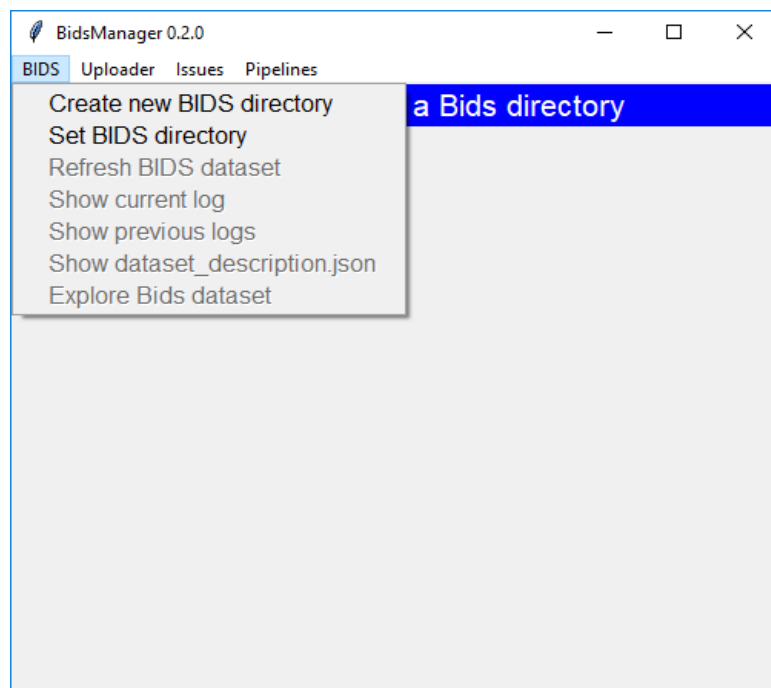 BidsManager 0.2.0
BIDS Uploader Issues Pipelines
a Bids directory
Create new BIDS directory
Set BIDS directory
Refresh BIDS dataset
Show current log
Show previous logs
Show dataset_description.json
Explore Bids dataset